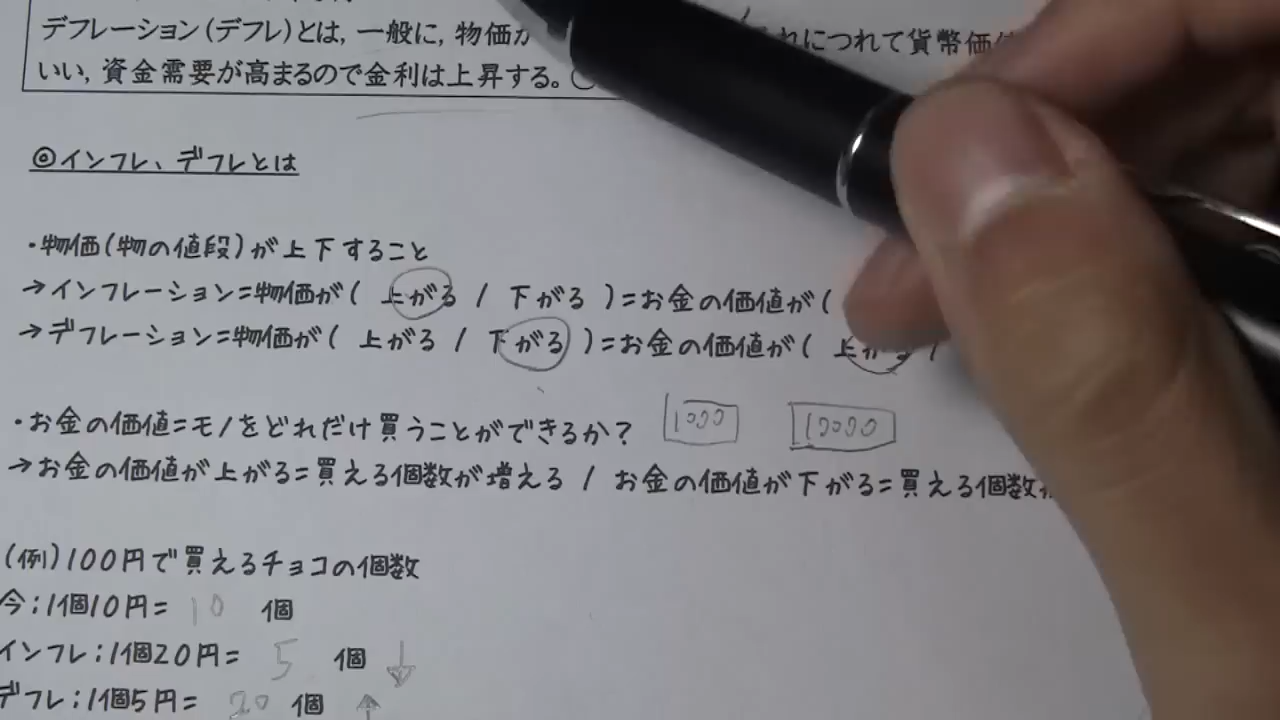 デフレーション(デフレ)とは, 一般に, 物価が れにつれて貨幣価
いい, 資金需要が高まるので金利は上昇する。
◎インフレ、デフレとは
・物価(物の値段)が上下すること
→インフレーション=物価が( 上がる / 下がる )=お金の価値が(
→デフレーション=物価が( 上がる / 下がる )=お金の価値が( 上がる /
・お金の価値=モノをどれだけ買うことができるか? 1000 10000
→お金の価値が上がる=買える個数が増える / お金の価値が下がる=買える個数
(例)100円で買えるチョコの個数
今:1個10円= 10 個
インフレ:1個20円= 5 個 ↓
デフレ:1個5円= 20 個 ↑